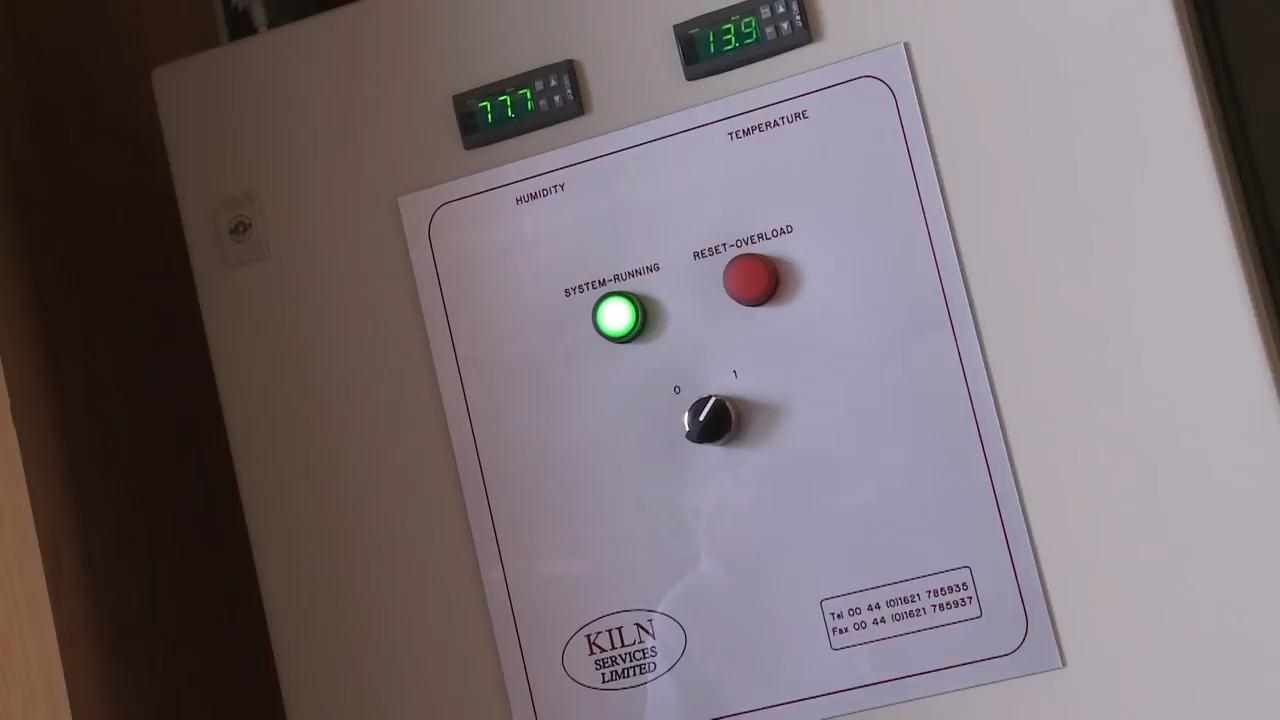 77.7
13.9
HUMIDITY
TEMPERATURE
SYSTEM-RUNNING
RESET-OVERLOAD
0
1
KILN
SERVICES
LIMITED
Tel 00 44 (0)1621 785935
Fax 00 44 (0)1621 785937